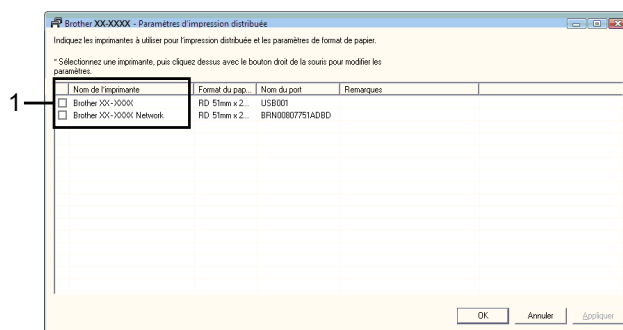 Brother XX-XXXX - Paramètres d'impression distribuée
Indiquez les imprimantes à utiliser pour l'impression distribuée et les paramètres de format de papier.
* Sélectionnez une imprimante, puis cliquez dessus avec le bouton droit de la souris pour modifier les
paramètres.
Nom de l'imprimante Format du pap... Nom du port Remarques
1
Brother XX-XXXX RD 51mm x 2... USB001
Brother XX-XXXX Network RD 51mm x 2... BRN00807751ADBD
OK Annuler Appliquer